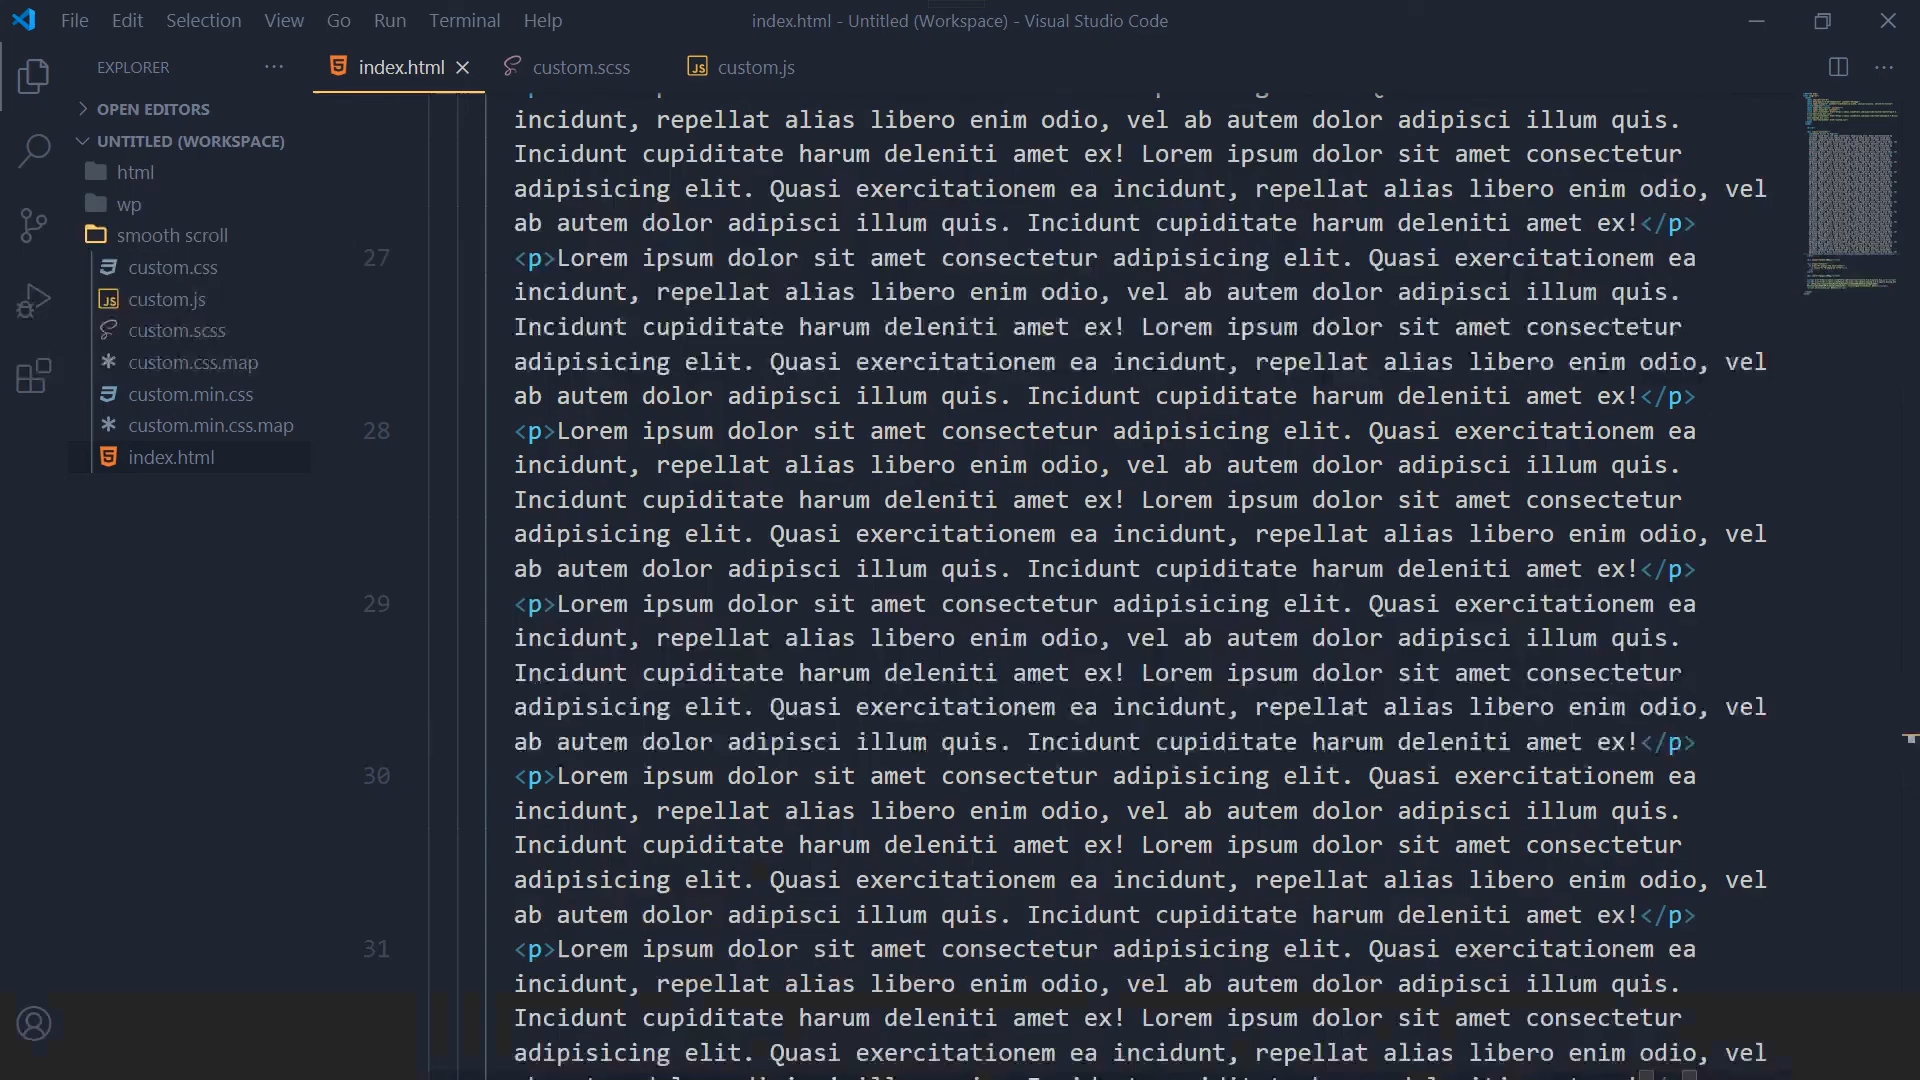 File Edit Selection View Go Run Terminal Help
index.html - Untitled (Workspace) - Visual Studio Code
EXPLORER
index.html
custom.scss
custom.js
OPEN EDITORS
UNTITLED (WORKSPACE)
html
wp
smooth scroll
custom.css
custom.js
custom.scss
custom.css.map
custom.min.css
custom.min.css.map
index.html
incidunt, repellat alias libero enim odio, vel ab autem dolor adipisci illum quis.
Incidunt cupiditate harum deleniti amet ex! Lorem ipsum dolor sit amet consectetur
adipisicing elit. Quasi exercitationem ea incidunt, repellat alias libero enim odio, vel
ab autem dolor adipisci illum quis. Incidunt cupiditate harum deleniti amet ex!</p>
27 <p>Lorem ipsum dolor sit amet consectetur adipisicing elit. Quasi exercitationem ea
incidunt, repellat alias libero enim odio, vel ab autem dolor adipisci illum quis.
Incidunt cupiditate harum deleniti amet ex! Lorem ipsum dolor sit amet consectetur
adipisicing elit. Quasi exercitationem ea incidunt, repellat alias libero enim odio, vel
ab autem dolor adipisci illum quis. Incidunt cupiditate harum deleniti amet ex!</p>
28 <p>Lorem ipsum dolor sit amet consectetur adipisicing elit. Quasi exercitationem ea
incidunt, repellat alias libero enim odio, vel ab autem dolor adipisci illum quis.
Incidunt cupiditate harum deleniti amet ex! Lorem ipsum dolor sit amet consectetur
adipisicing elit. Quasi exercitationem ea incidunt, repellat alias libero enim odio, vel
ab autem dolor adipisci illum quis. Incidunt cupiditate harum deleniti amet ex!</p>
29 <p>Lorem ipsum dolor sit amet consectetur adipisicing elit. Quasi exercitationem ea
incidunt, repellat alias libero enim odio, vel ab autem dolor adipisci illum quis.
Incidunt cupiditate harum deleniti amet ex! Lorem ipsum dolor sit amet consectetur
adipisicing elit. Quasi exercitationem ea incidunt, repellat alias libero enim odio, vel
ab autem dolor adipisci illum quis. Incidunt cupiditate harum deleniti amet ex!</p>
30 <p>Lorem ipsum dolor sit amet consectetur adipisicing elit. Quasi exercitationem ea
incidunt, repellat alias libero enim odio, vel ab autem dolor adipisci illum quis.
Incidunt cupiditate harum deleniti amet ex! Lorem ipsum dolor sit amet consectetur
adipisicing elit. Quasi exercitationem ea incidunt, repellat alias libero enim odio, vel
ab autem dolor adipisci illum quis. Incidunt cupiditate harum deleniti amet ex!</p>
31 <p>Lorem ipsum dolor sit amet consectetur adipisicing elit. Quasi exercitationem ea
incidunt, repellat alias libero enim odio, vel ab autem dolor adipisci illum quis.
Incidunt cupiditate harum deleniti amet ex! Lorem ipsum dolor sit amet consectetur
adipisicing elit. Quasi exercitationem ea incidunt, repellat alias libero enim odio, vel